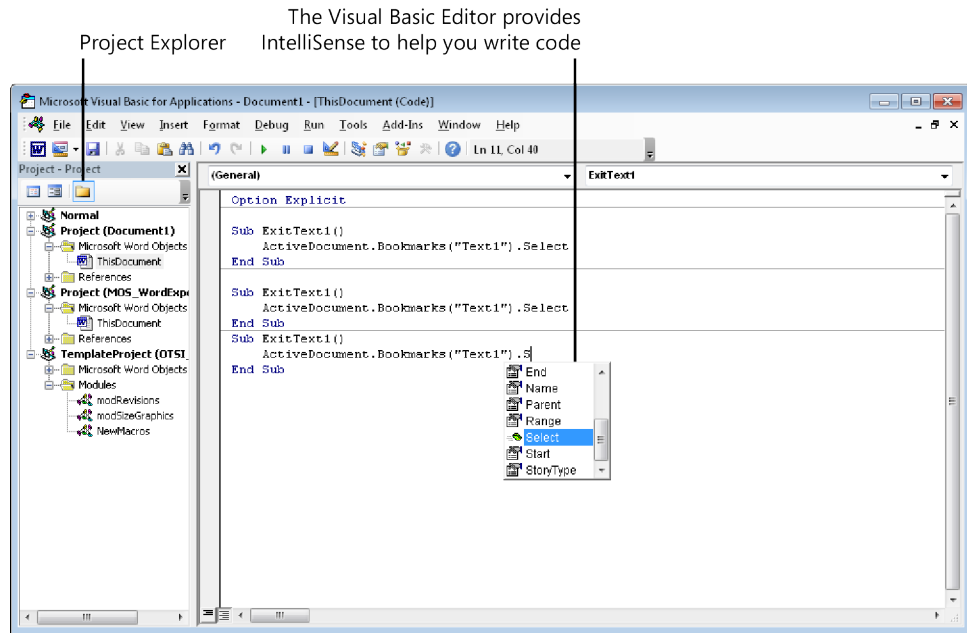 The Visual Basic Editor provides
Project Explorer IntelliSense to help you write code
Microsoft Visual Basic for Applications - Document1 - [ThisDocument (Code)]
File Edit View Insert Format Debug Run Tools Add-Ins Window Help
Ln 11, Col 40
Project - Project
(General) ExitText1
Normal
Project (Document1)
Microsoft Word Objects
ThisDocument
References
Project (MOS_WordExpe
Microsoft Word Objects
ThisDocument
References
TemplateProject (OTSI_
Microsoft Word Objects
Modules
modRevisions
modSizeGraphics
NewMacros
Option Explicit
Sub ExitText1()
ActiveDocument.Bookmarks("Text1").Select
End Sub
Sub ExitText1()
ActiveDocument.Bookmarks("Text1").Select
End Sub
Sub ExitText1()
ActiveDocument.Bookmarks("Text1").S
End Sub
End
Name
Parent
Range
Select
Start
StoryType